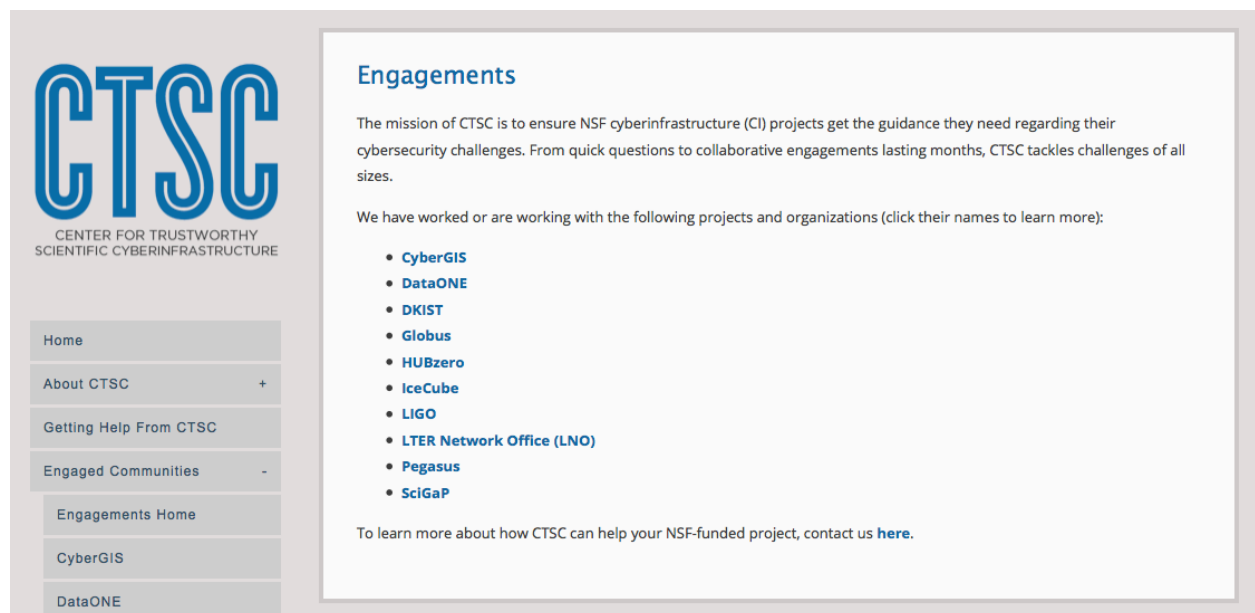 CTSC
CENTER FOR TRUSTWORTHY
SCIENTIFIC CYBERINFRASTRUCTURE
Home
About CTSC +
Getting Help From CTSC
Engaged Communities -
Engagements Home
CyberGIS
DataONE
Engagements
The mission of CTSC is to ensure NSF cyberinfrastructure (CI) projects get the guidance they need regarding their
cybersecurity challenges. From quick questions to collaborative engagements lasting months, CTSC tackles challenges of all
sizes.
We have worked or are working with the following projects and organizations (click their names to learn more):
• CyberGIS
• DataONE
• DKIST
• Globus
• HUBzero
• IceCube
• LIGO
• LTER Network Office (LNO)
• Pegasus
• SciGaP
To learn more about how CTSC can help your NSF-funded project, contact us here.